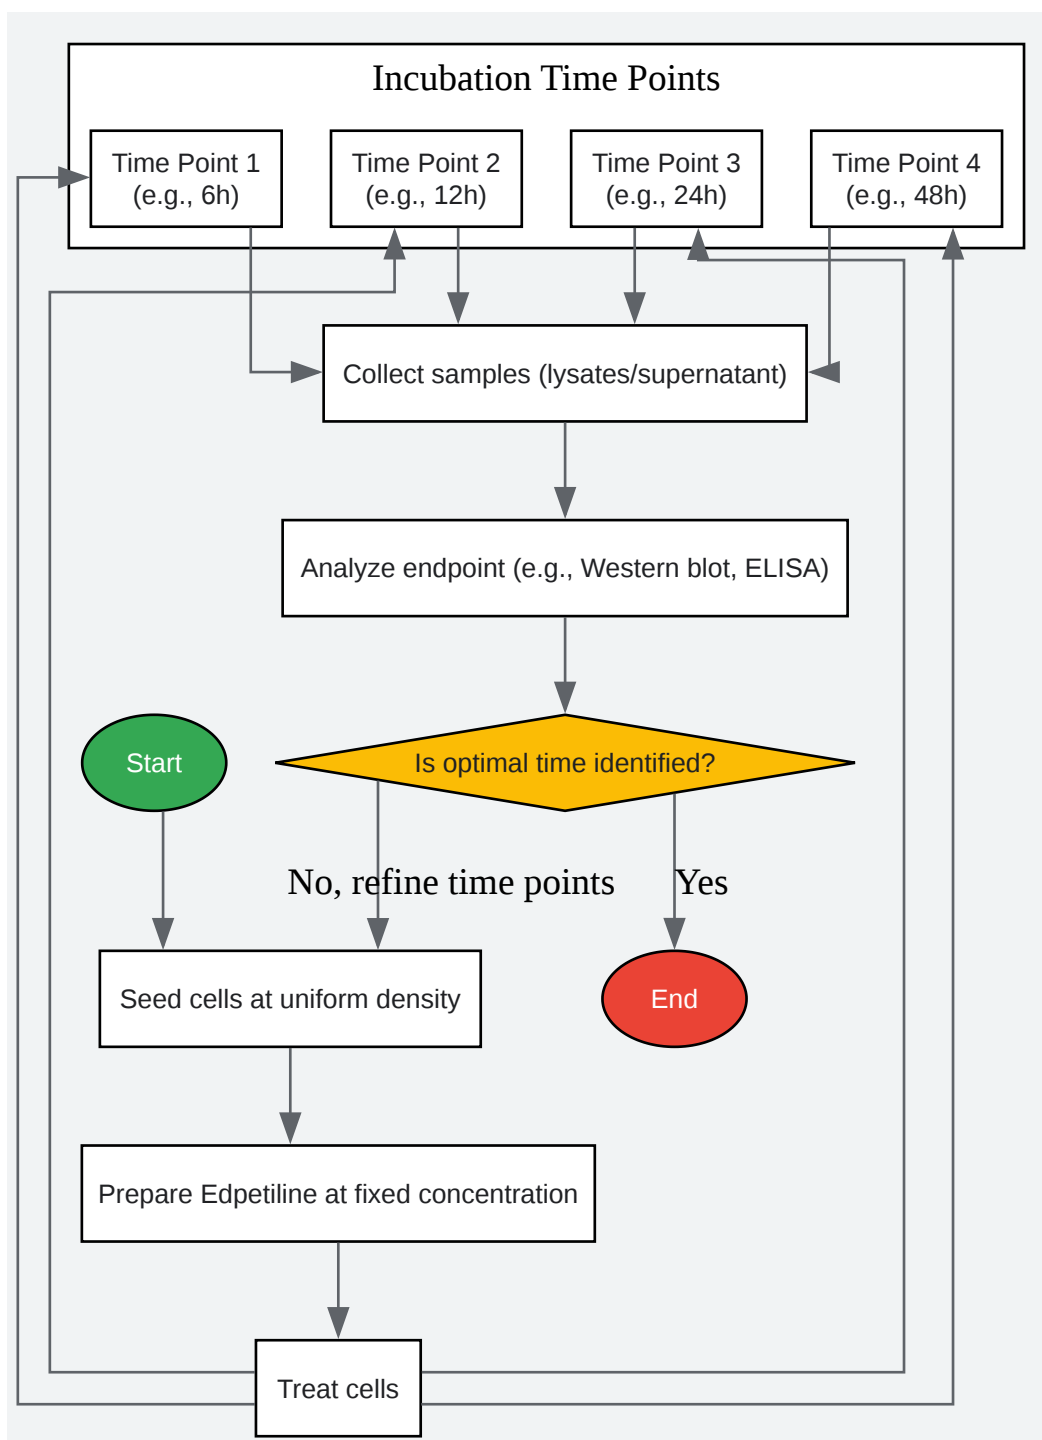 Incubation Time Points
Time Point 1
(e.g., 6h)
Time Point 2
(e.g., 12h)
Time Point 3
(e.g., 24h)
Time Point 4
(e.g., 48h)
Collect samples (lysates/supernatant)
Analyze endpoint (e.g., Western blot, ELISA)
Start
Is optimal time identified?
No, refine time points
Yes
Seed cells at uniform density
End
Prepare Edpetiline at fixed concentration
Treat cells